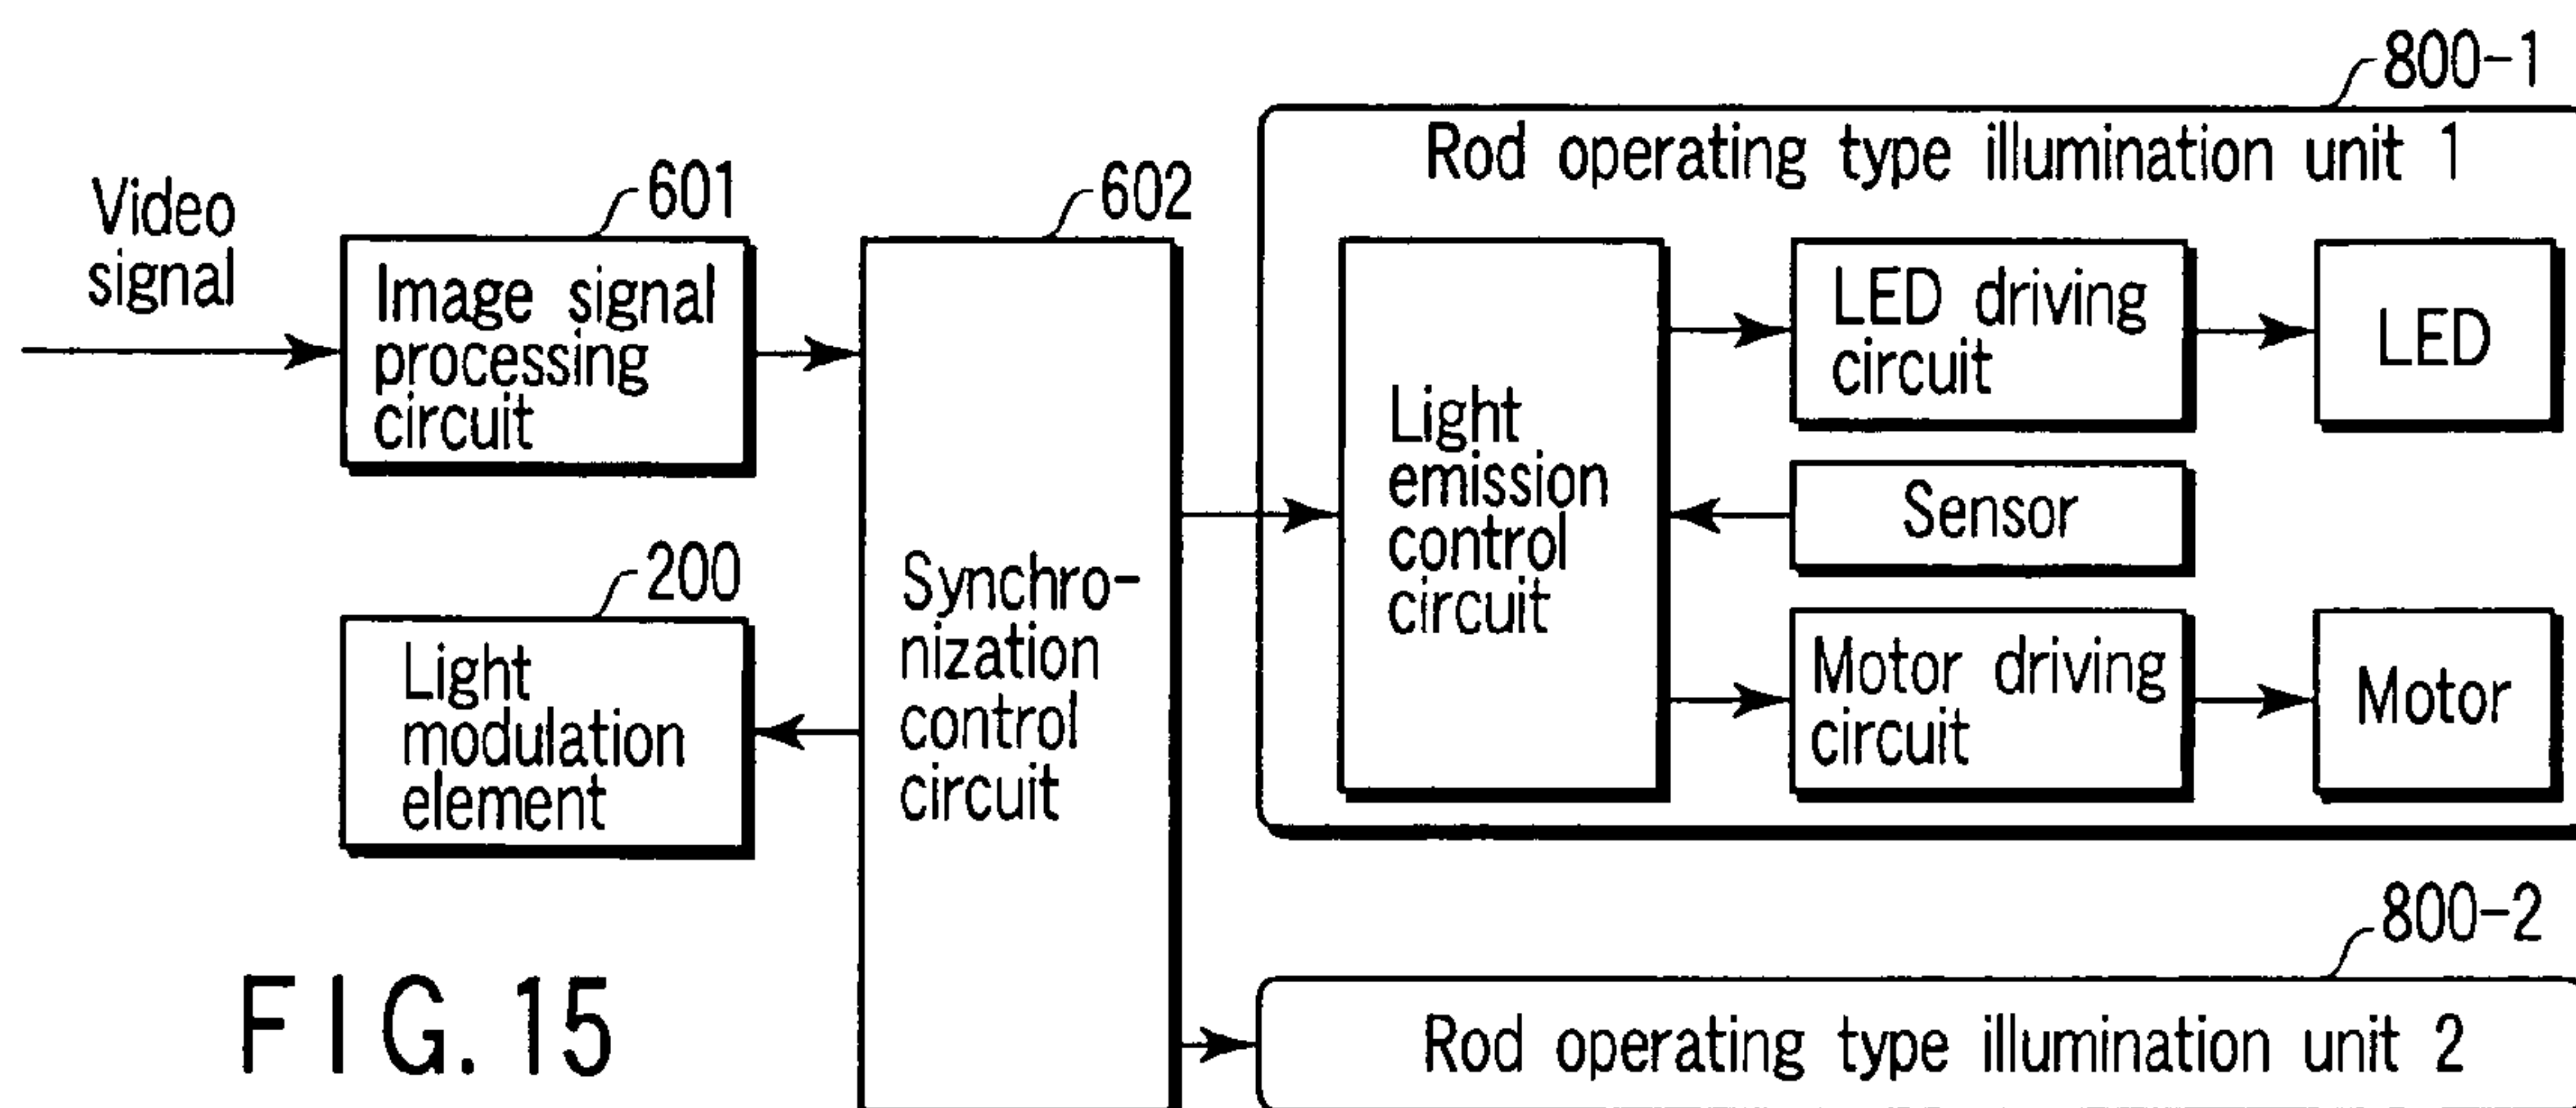 800-1
Rod operating type illumination unit 1
Video
signal
601
Image signal
processing
circuit
602
Synchro-
nization
control
circuit
200
Light
modulation
element
Light
emission
control
circuit
LED driving
circuit
LED
Sensor
Motor driving
circuit
Motor
800-2
Rod operating type illumination unit 2
FIG. 15